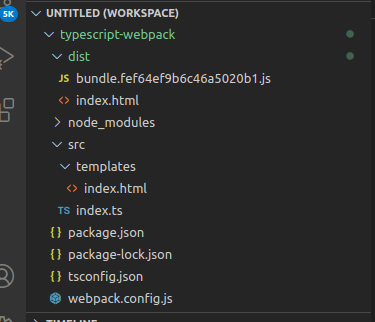 UNTITLED (WORKSPACE)
5K
typescript-webpack
dist
JS bundle.fef64ef9b6c46a5020b1.js
<> index.html
node_modules
src
templates
<> index.html
TS index.ts
{} package.json
{} package-lock.json
{} tsconfig.json
webpack.config.js
TIMELINE